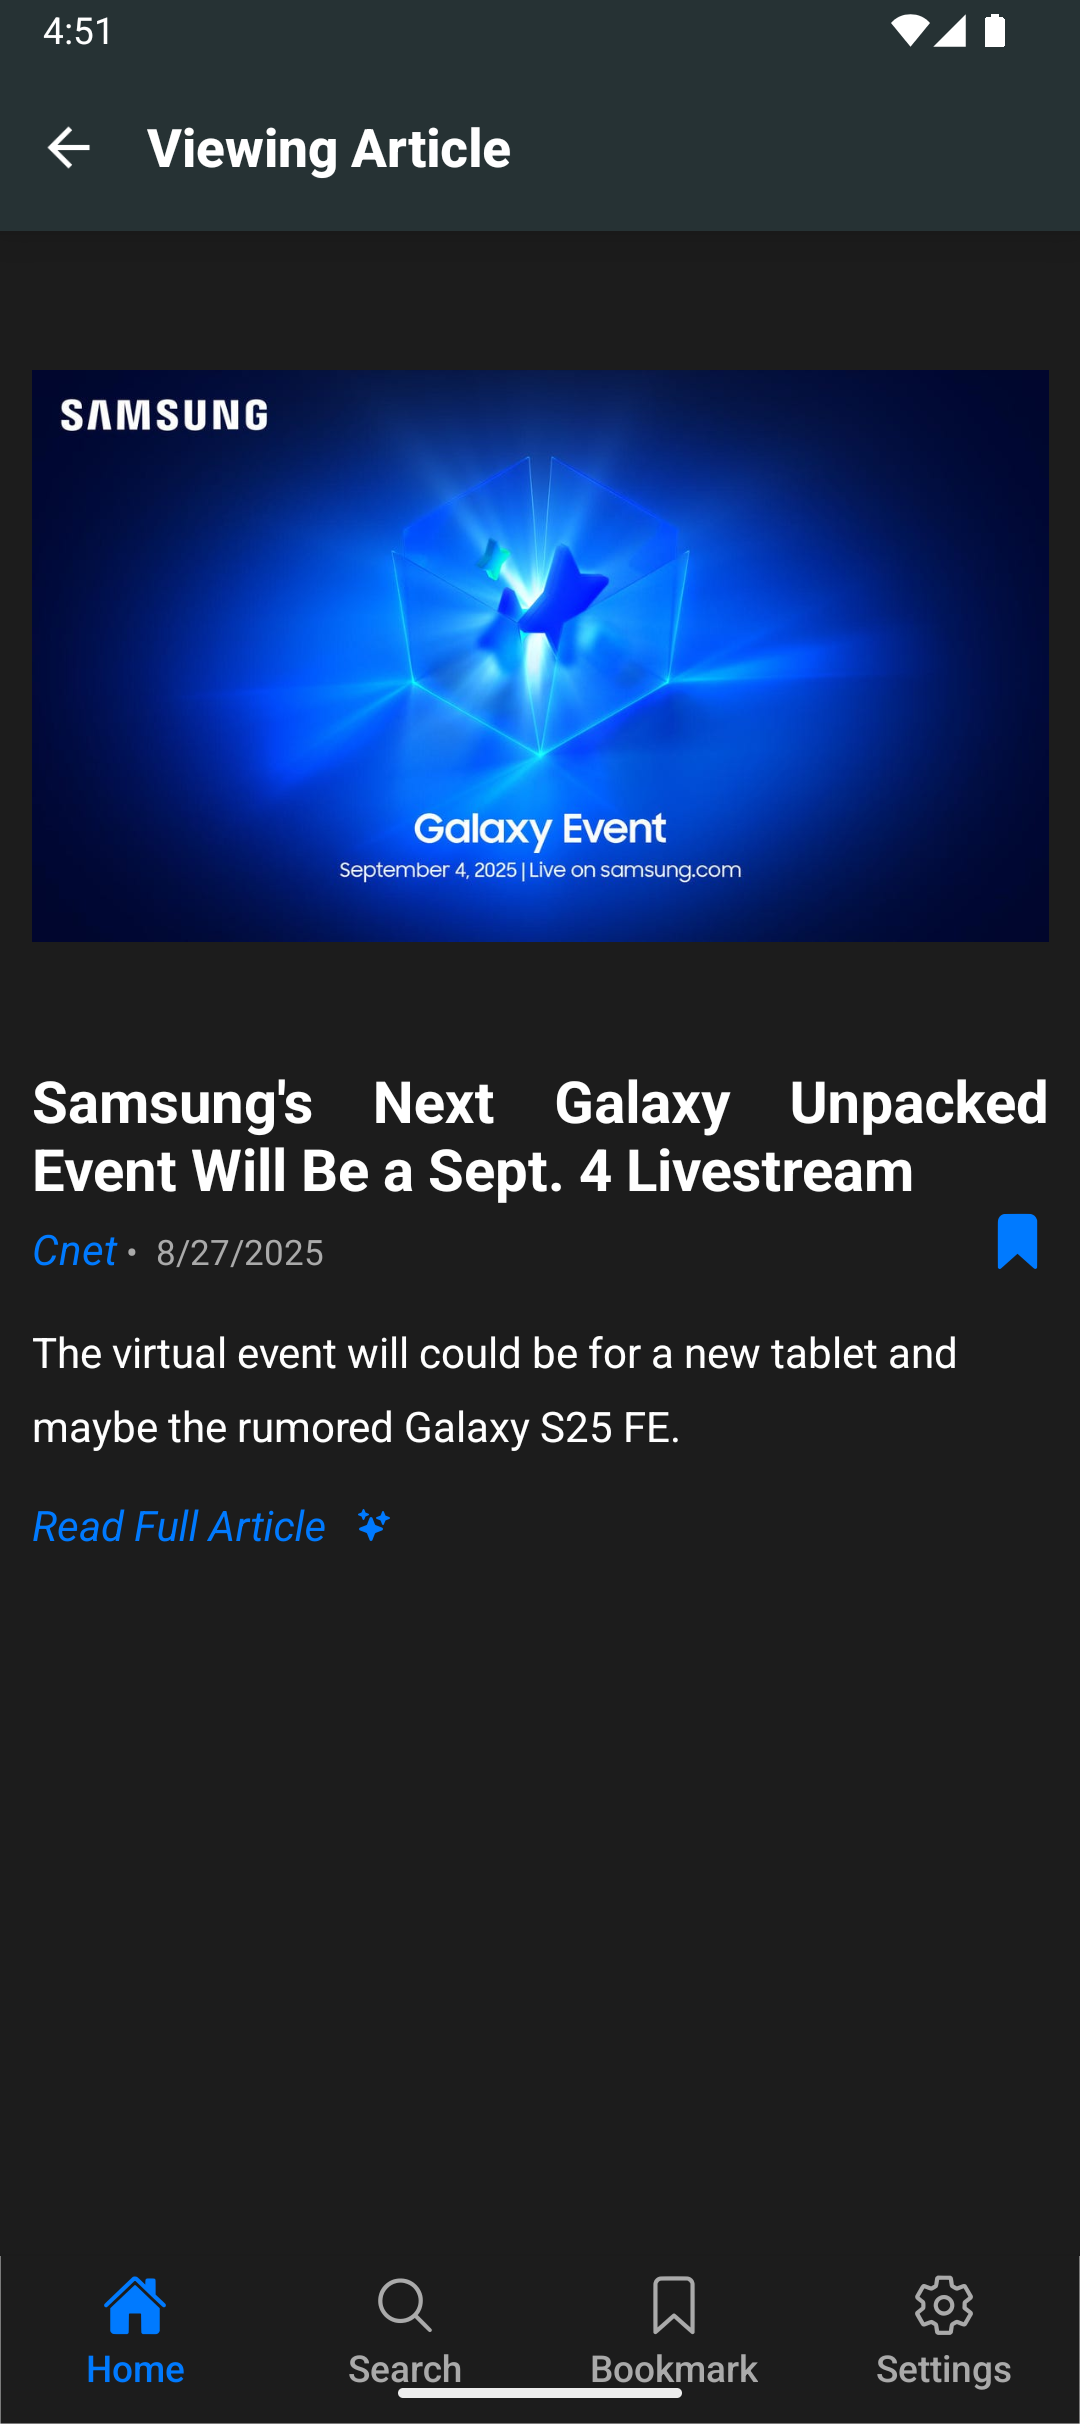 4:51
Viewing Article
SAMSUNG
Galaxy Event
September 4, 2025 | Live on samsung.com
Samsung's Next Galaxy Unpacked
Event Will Be a Sept. 4 Livestream
Cnet • 8/27/2025
The virtual event will could be for a new tablet and
maybe the rumored Galaxy S25 FE.
Read Full Article
Home Search Bookmark Settings